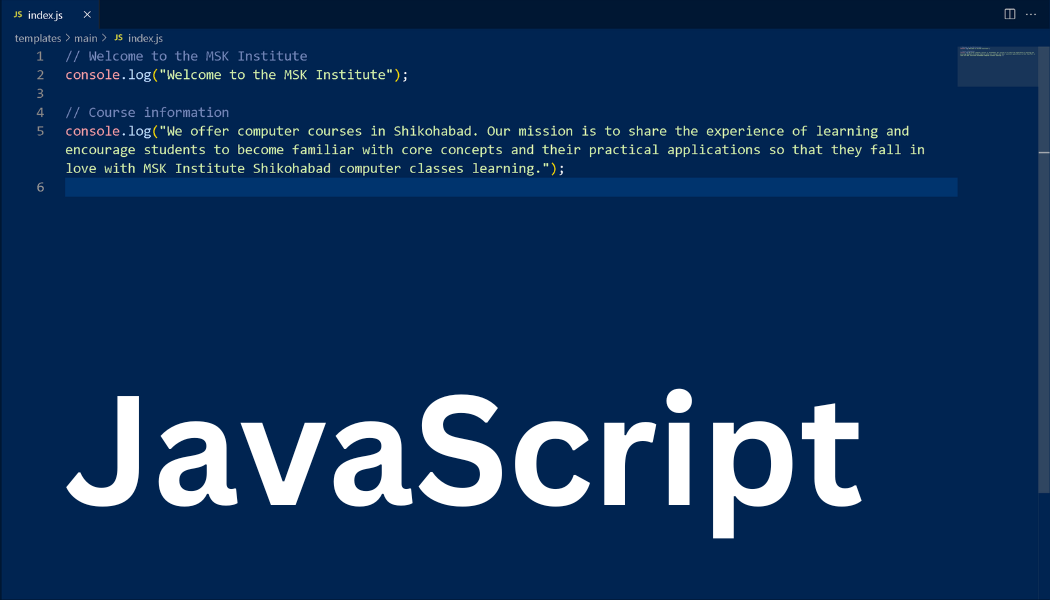 JS index.js ×
templates > main > JS index.js
1 // Welcome to the MSK Institute
2 console.log("Welcome to the MSK Institute");
3
4 // Course information
5 console.log("We offer computer courses in Shikohabad. Our mission is to share the experience of learning and
encourage students to become familiar with core concepts and their practical applications so that they fall in
love with MSK Institute Shikohabad computer classes learning.");
6
JavaScript